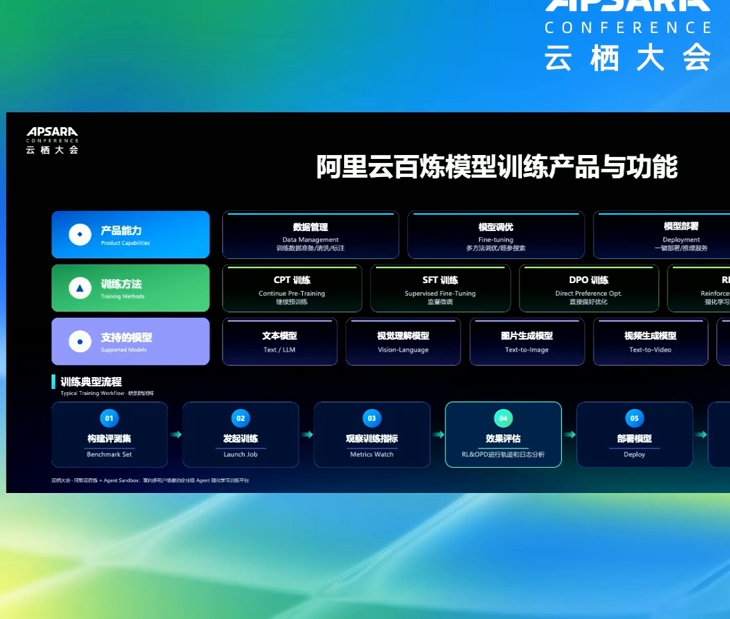 APSARA
CONFERENCE
云栖大会
APSARA
CONFERENCE
云栖大会
阿里云百炼模型训练产品与功能
产品能力
Product Capabilities
数据管理
Data Management
训练数据准备/清洗/标注
模型调优
Fine-tuning
多方法调优/超参搜索
模型部署
Deployment
一键部署/推理服务
训练方法
Training Methods
CPT 训练
Continue Pre-Training
继续预训练
SFT 训练
Supervised Fine-Tuning
监督微调
DPO 训练
Direct Preference Opt.
直接偏好优化
Reinforce
强化学习
支持的模型
Supported Models
文本模型
Text / LLM
视觉理解模型
Vision-Language
图片生成模型
Text-to-Image
视频生成模型
Text-to-Video
训练典型流程
Typical Training Workflow
01
构建评测集
Benchmark Set
02
发起训练
Launch Job
03
观察训练指标
Metrics Watch
04
效果评估
RL&OPD进行轨迹和日志分析
05
部署模型
Deploy
云栖大会 · 阿里云百炼 × Agent Sandbox：
Agent 强化学习训练平台